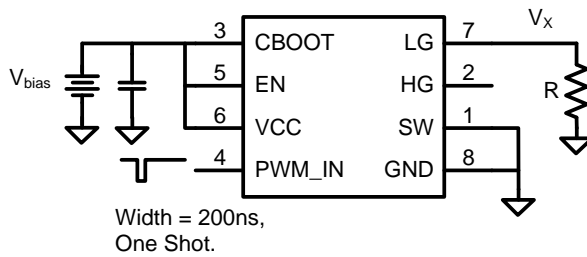 3 CBOOT LG 7 Vx
Vbias 5 EN HG 2 R
6 VCC SW 1
4 PWM_IN GND 8
Width = 200ns,
One Shot.